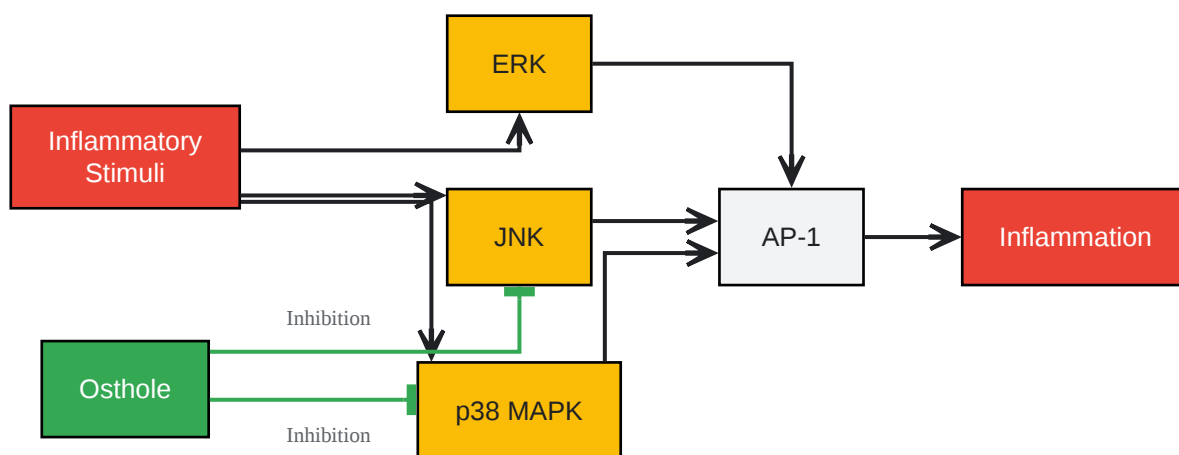 ERK
Inflammatory
Stimuli
JNK
AP-1
Inflammation
Inhibition
Osthole
p38 MAPK
Inhibition